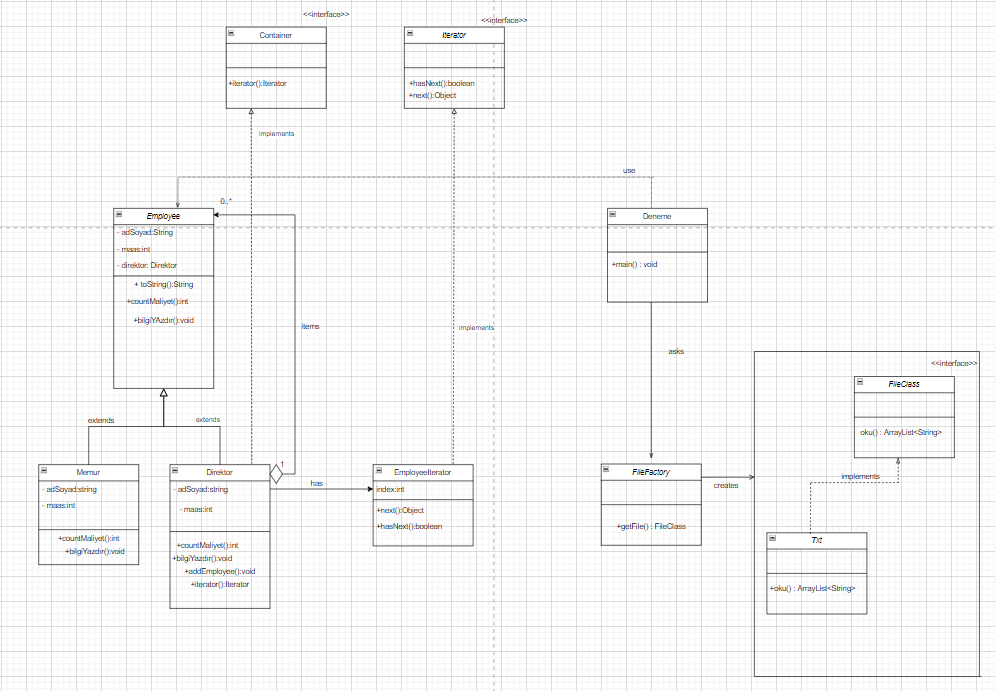 <<interface>>
Container
+iterator():Iterator
<<interface>>
Iterator
+hasNext():boolean
+next():Object
implements
use
0..*
Employee
- adSoyad:String
- maas:int
- direktor: Direktor
+ toString():String
+countMaliyet():int
+bilgiYAzdır():void
Deneme
+main() : void
items
implements
asks
extends
extends
<<interface>>
FileClass
oku() : ArrayList<String>
Memur
- adSoyad:string
- maas:int
+countMaliyet():int
+bilgiYazdır():void
Direktor
- adSoyad:string
- maas:int
+countMaliyet():int
+bilgiYazdır():void
+addEmployee():void
+iterator():Iterator
1
has
EmployeeIterator
index:int
+next():Object
+hasNext():boolean
FileFactory
+getFile() : FileClass
creates
implements
Txt
+oku() : ArrayList<String>